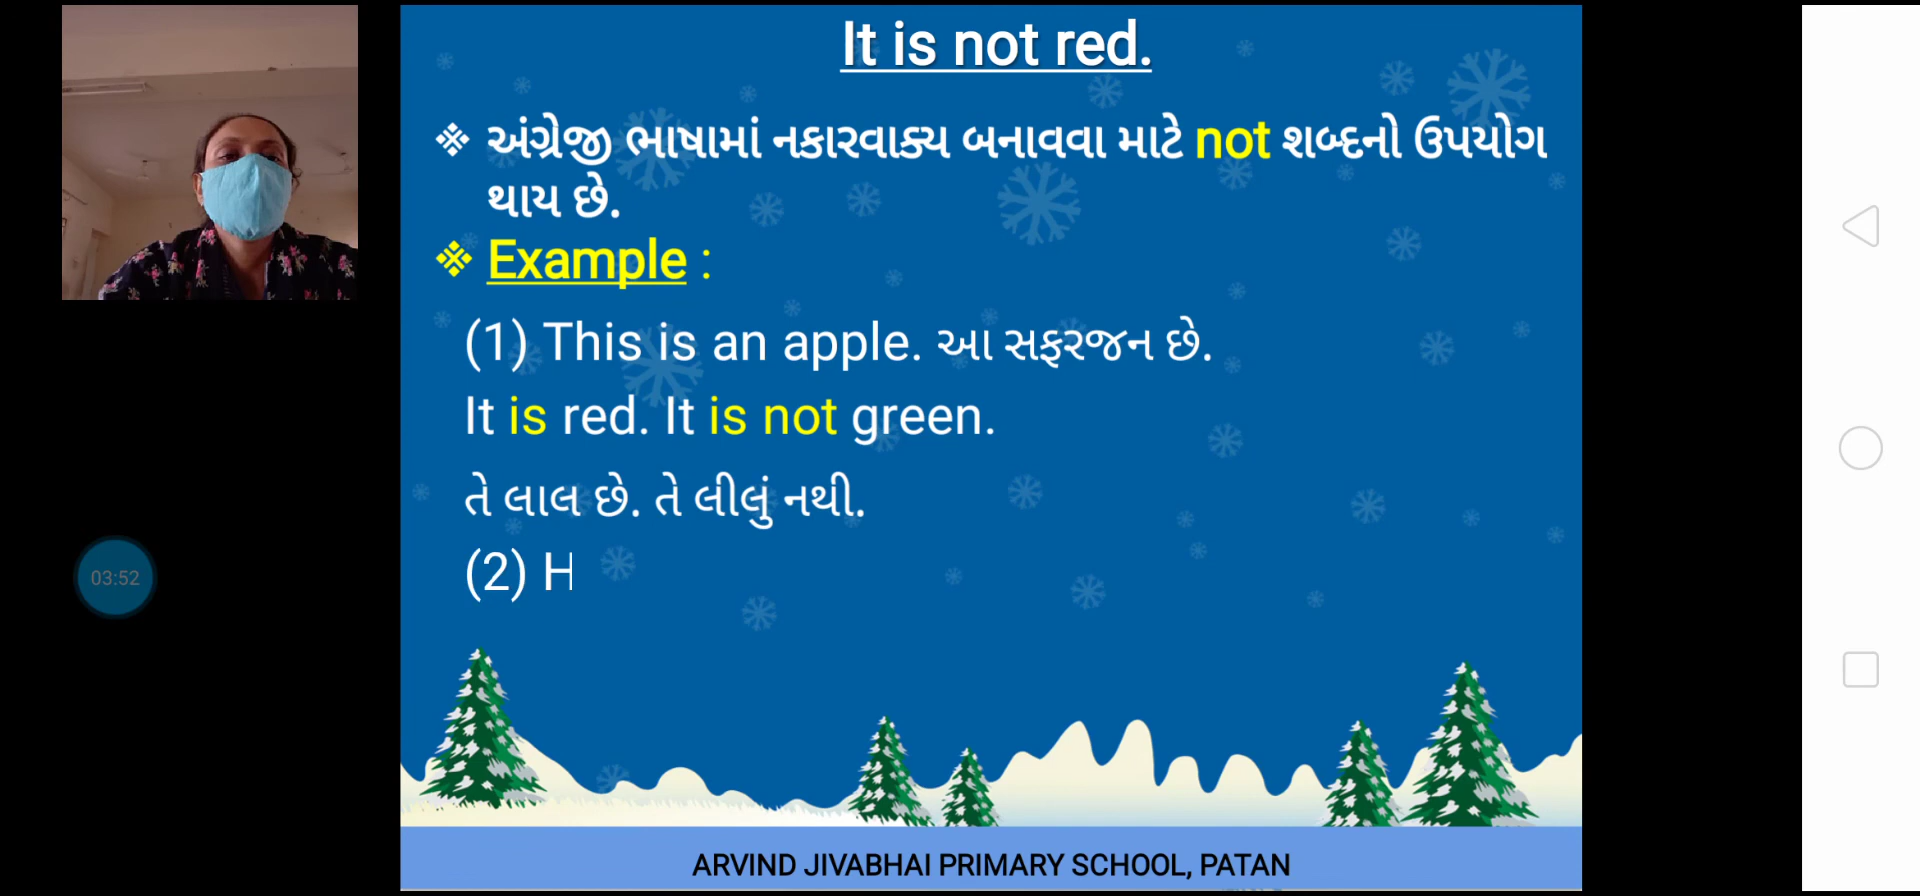 It is not red.
❖ અંગ્રેજી ભાષામાં નકારવાક્ય બનાવવા માટે not શબ્દનો ઉપયોગ
થાય છે.
❖ Example :
(1) This is an apple. આ સફરજન છે.
It is red. It is not green.
તે લાલ છે. તે લીલું નથી.
(2) H
03:52
ARVIND JIVABHAI PRIMARY SCHOOL, PATAN